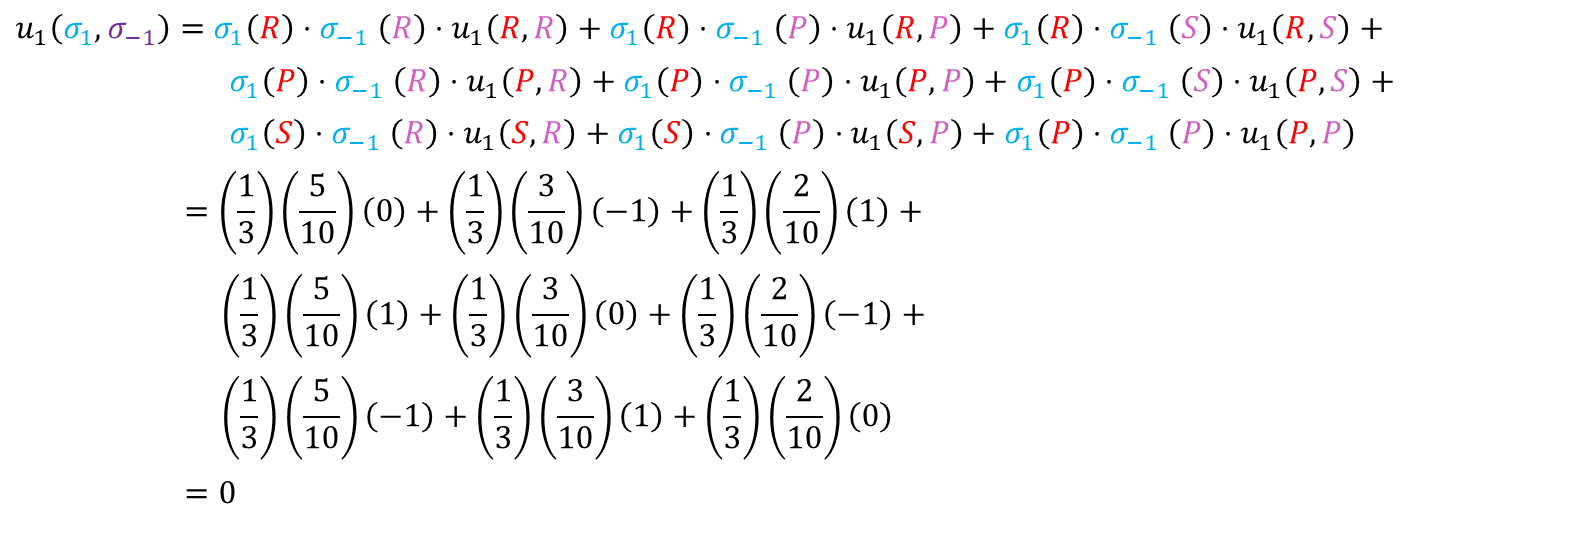 u₁(σ₁, σ₋₁) = σ₁(R) · σ₋₁ (R) · u₁(R, R) + σ₁(R) · σ₋₁ (P) · u₁(R, P) + σ₁(R) · σ₋₁ (S) · u₁(R, S) +
σ₁(P) · σ₋₁ (R) · u₁(P, R) + σ₁(P) · σ₋₁ (P) · u₁(P, P) + σ₁(P) · σ₋₁ (S) · u₁(P, S) +
σ₁(S) · σ₋₁ (R) · u₁(S, R) + σ₁(S) · σ₋₁ (P) · u₁(S, P) + σ₁(P) · σ₋₁ (P) · u₁(P, P)
= (1/3)(5/10)(0) + (1/3)(3/10)(−1) + (1/3)(2/10)(1) +
(1/3)(5/10)(1) + (1/3)(3/10)(0) + (1/3)(2/10)(−1) +
(1/3)(5/10)(−1) + (1/3)(3/10)(1) + (1/3)(2/10)(0)
= 0